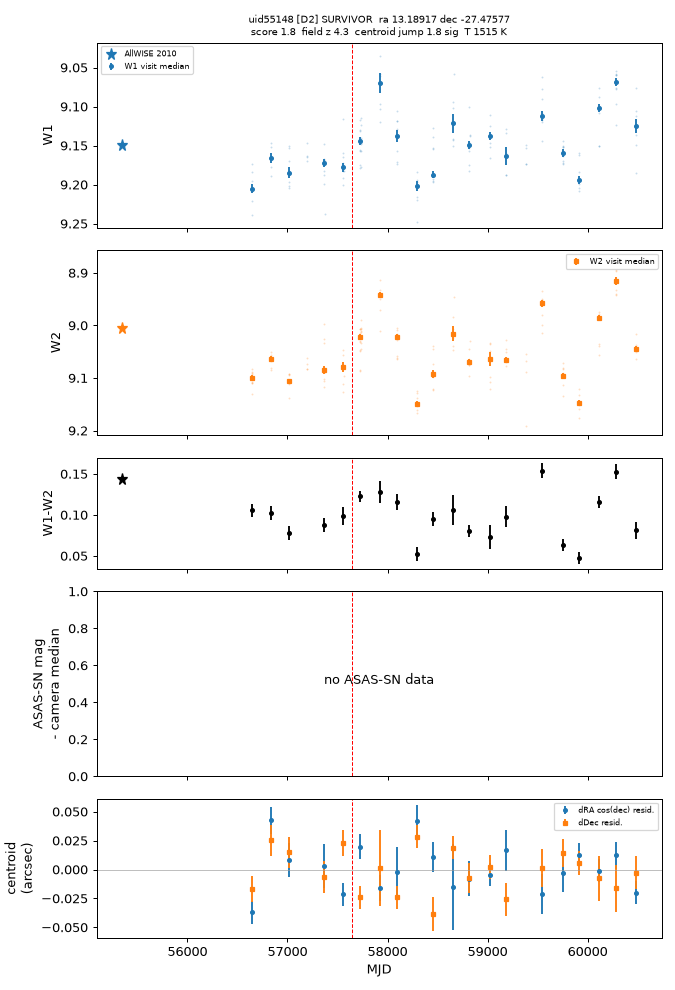 uid55148 [D2] SURVIVOR  ra 13.18917 dec -27.47577
score 1.8  field z 4.3  centroid jump 1.8 sig  T 1515 K
AllWISE 2010
W1 visit median
9.05
9.10
9.15
9.20
9.25
W1
W2 visit median
8.9
9.0
9.1
9.2
W2
0.15
0.10
0.05
W1-W2
1.0
0.8
0.6
0.4
0.2
0.0
ASAS-SN mag
- camera median
no ASAS-SN data
dRA cos(dec) resid.
dDec resid.
0.050
0.025
0.000
−0.025
−0.050
centroid
(arcsec)
56000 57000 58000 59000 60000
MJD